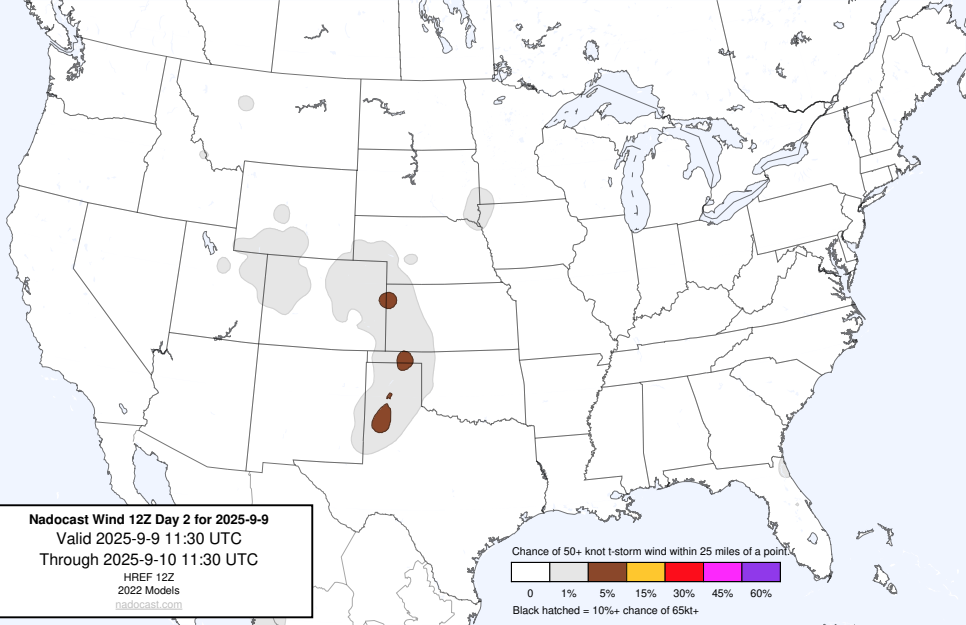 Nadocast Wind 12Z Day 2 for 2025-9-9
Valid 2025-9-9 11:30 UTC
Through 2025-9-10 11:30 UTC
HREF 12Z
2022 Models
nadocast.com
Chance of 50+ knot t-storm wind within 25 miles of a point.
0 1% 5% 15% 30% 45% 60%
Black hatched = 10%+ chance of 65kt+